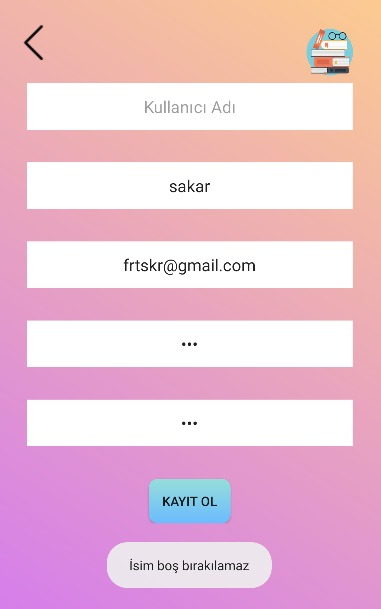 Kullanıcı Adı
sakar
frtskr@gmail.com
•••
•••
KAYIT OL
İsim boş bırakılamaz